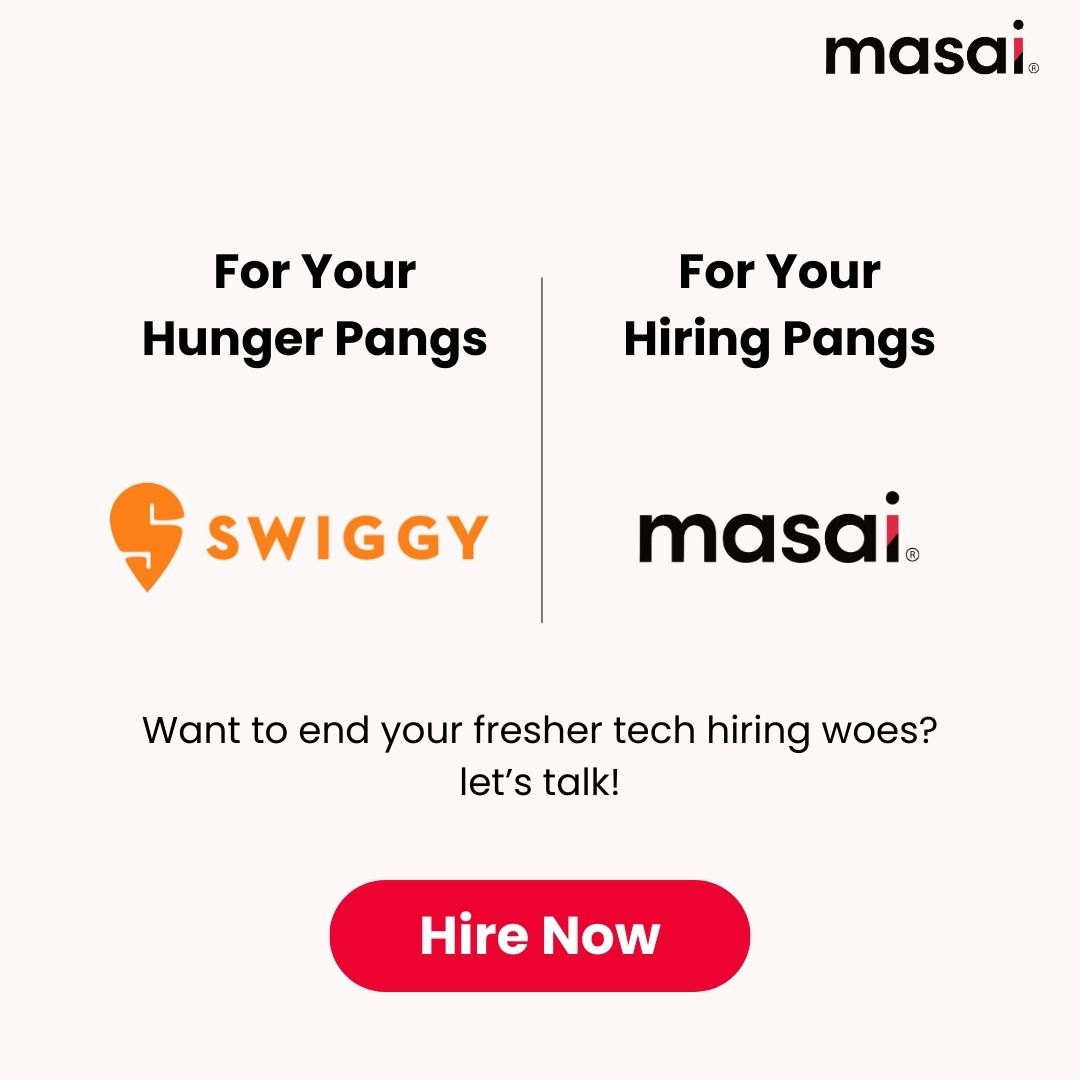 masai®
For Your
Hunger Pangs
SWIGGY
For Your
Hiring Pangs
masai®
Want to end your fresher tech hiring woes?
let’s talk!
Hire Now